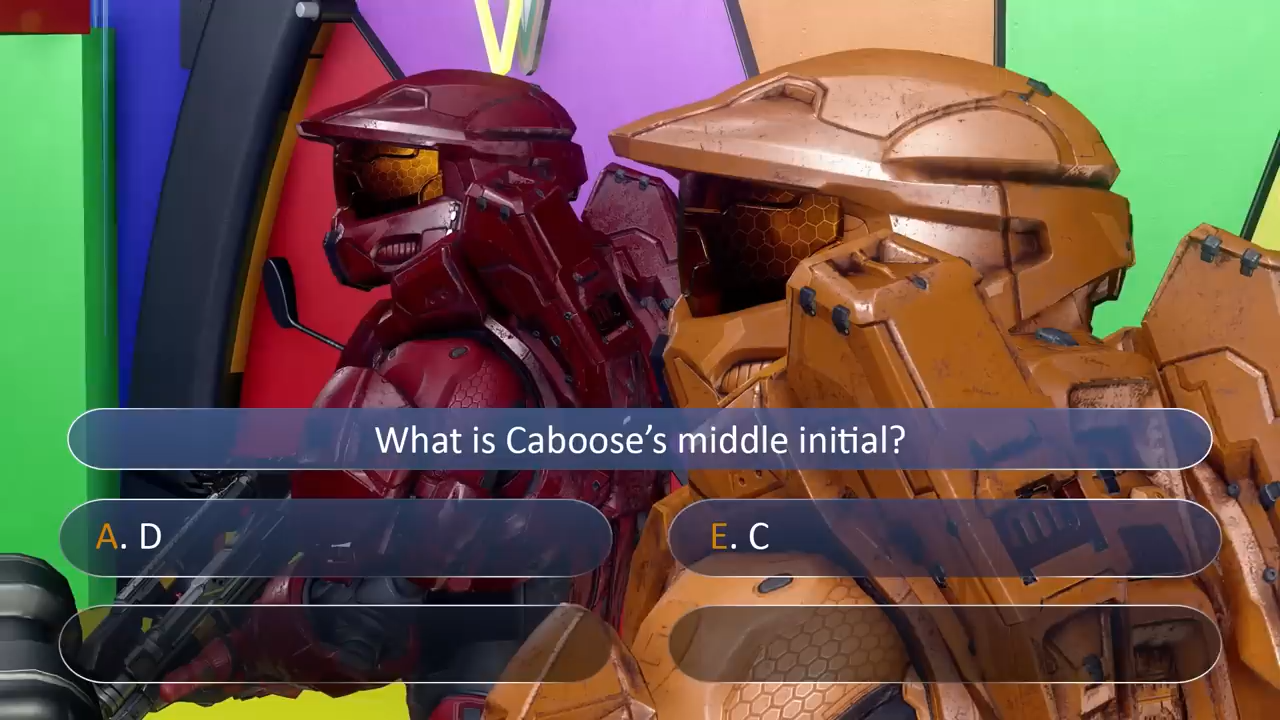 What is Caboose’s middle initial?
A. D
E. C